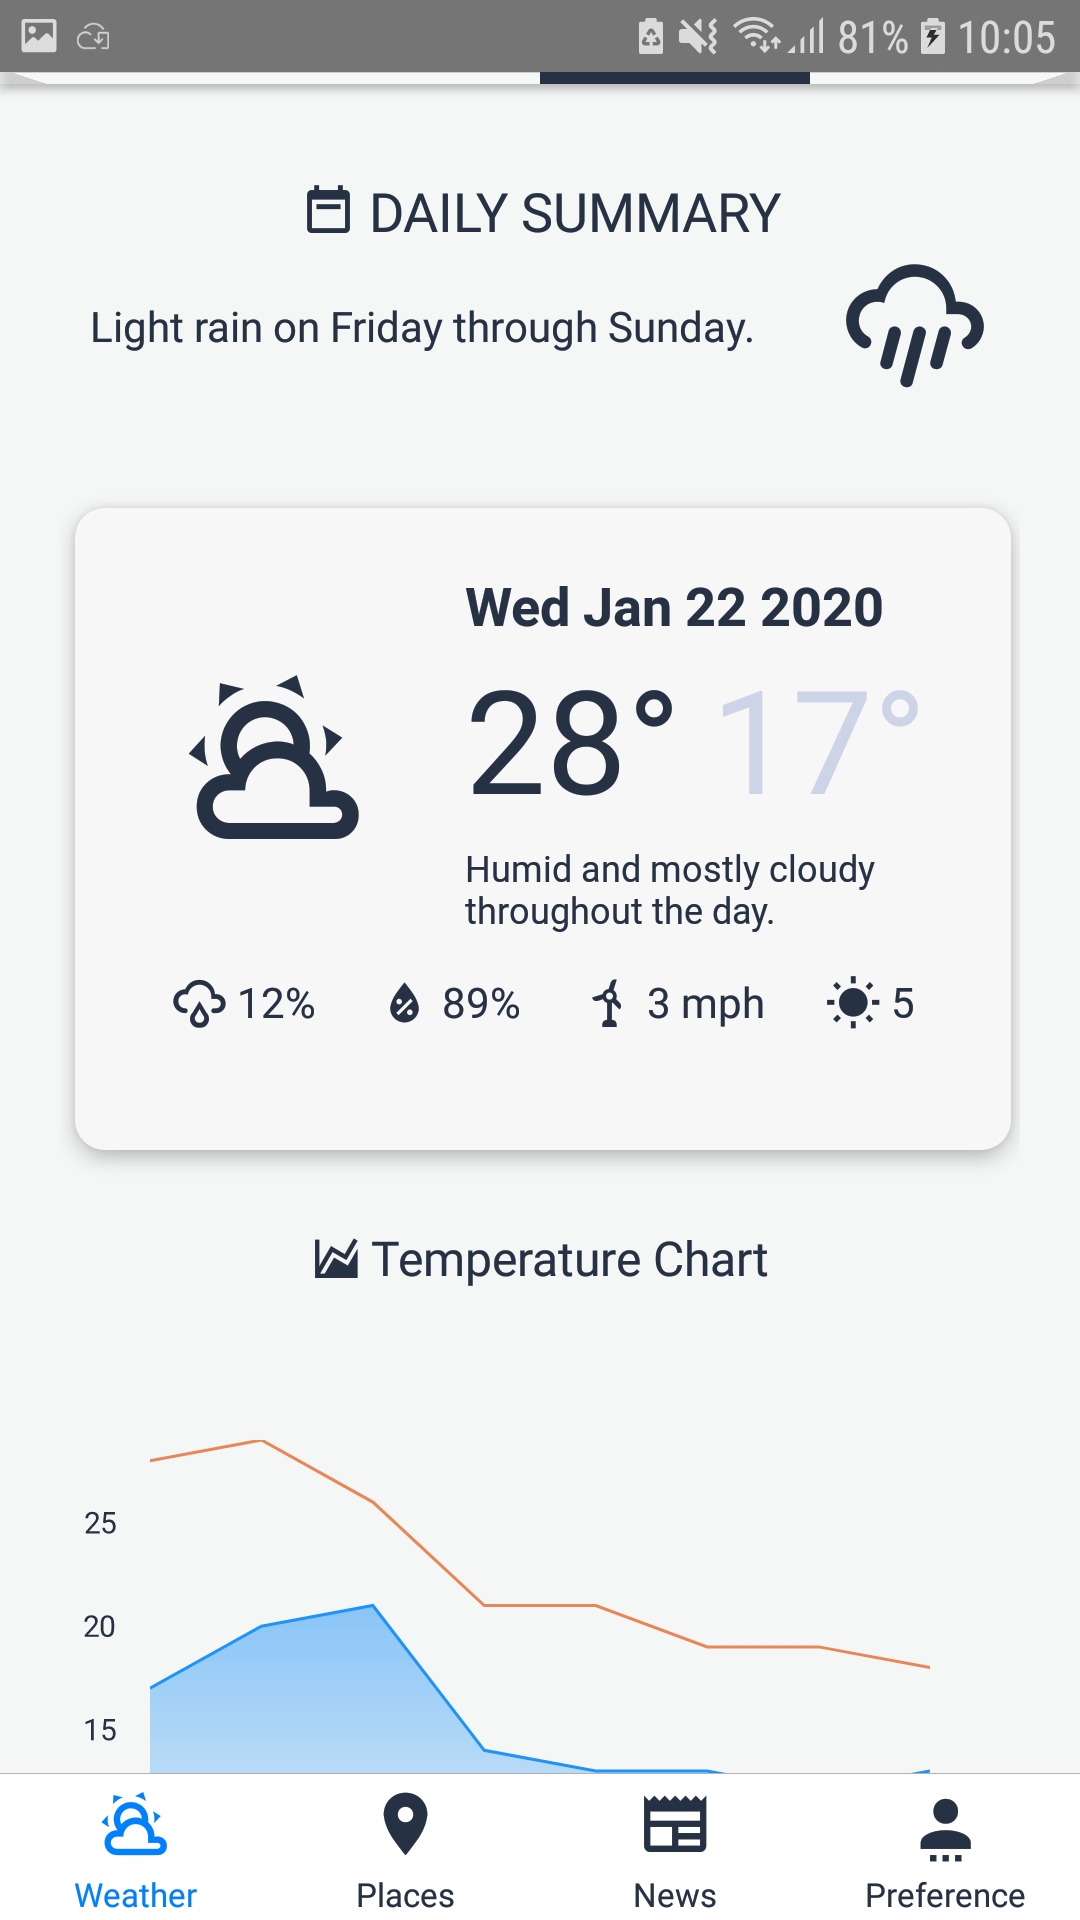 81% 10:05
DAILY SUMMARY
Light rain on Friday through Sunday.
Wed Jan 22 2020
28° 17°
Humid and mostly cloudy
throughout the day.
12% 89% 3 mph 5
Temperature Chart
25
20
15
Weather Places News Preference